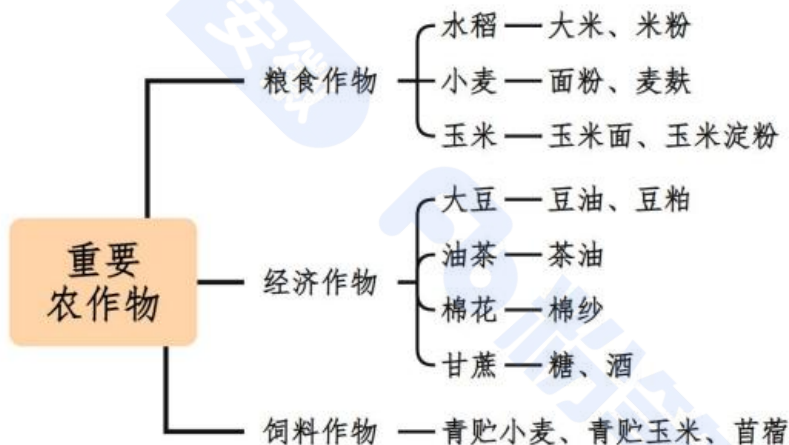 重要
农作物
粮食作物
水稻 — 大米、米粉
小麦 — 面粉、麦麸
玉米 — 玉米面、玉米淀粉
经济作物
大豆 — 豆油、豆粕
油茶 — 茶油
棉花 — 棉纱
甘蔗 — 糖、酒
饲料作物 — 青贮小麦、青贮玉米、苜蓿
安徽
粉